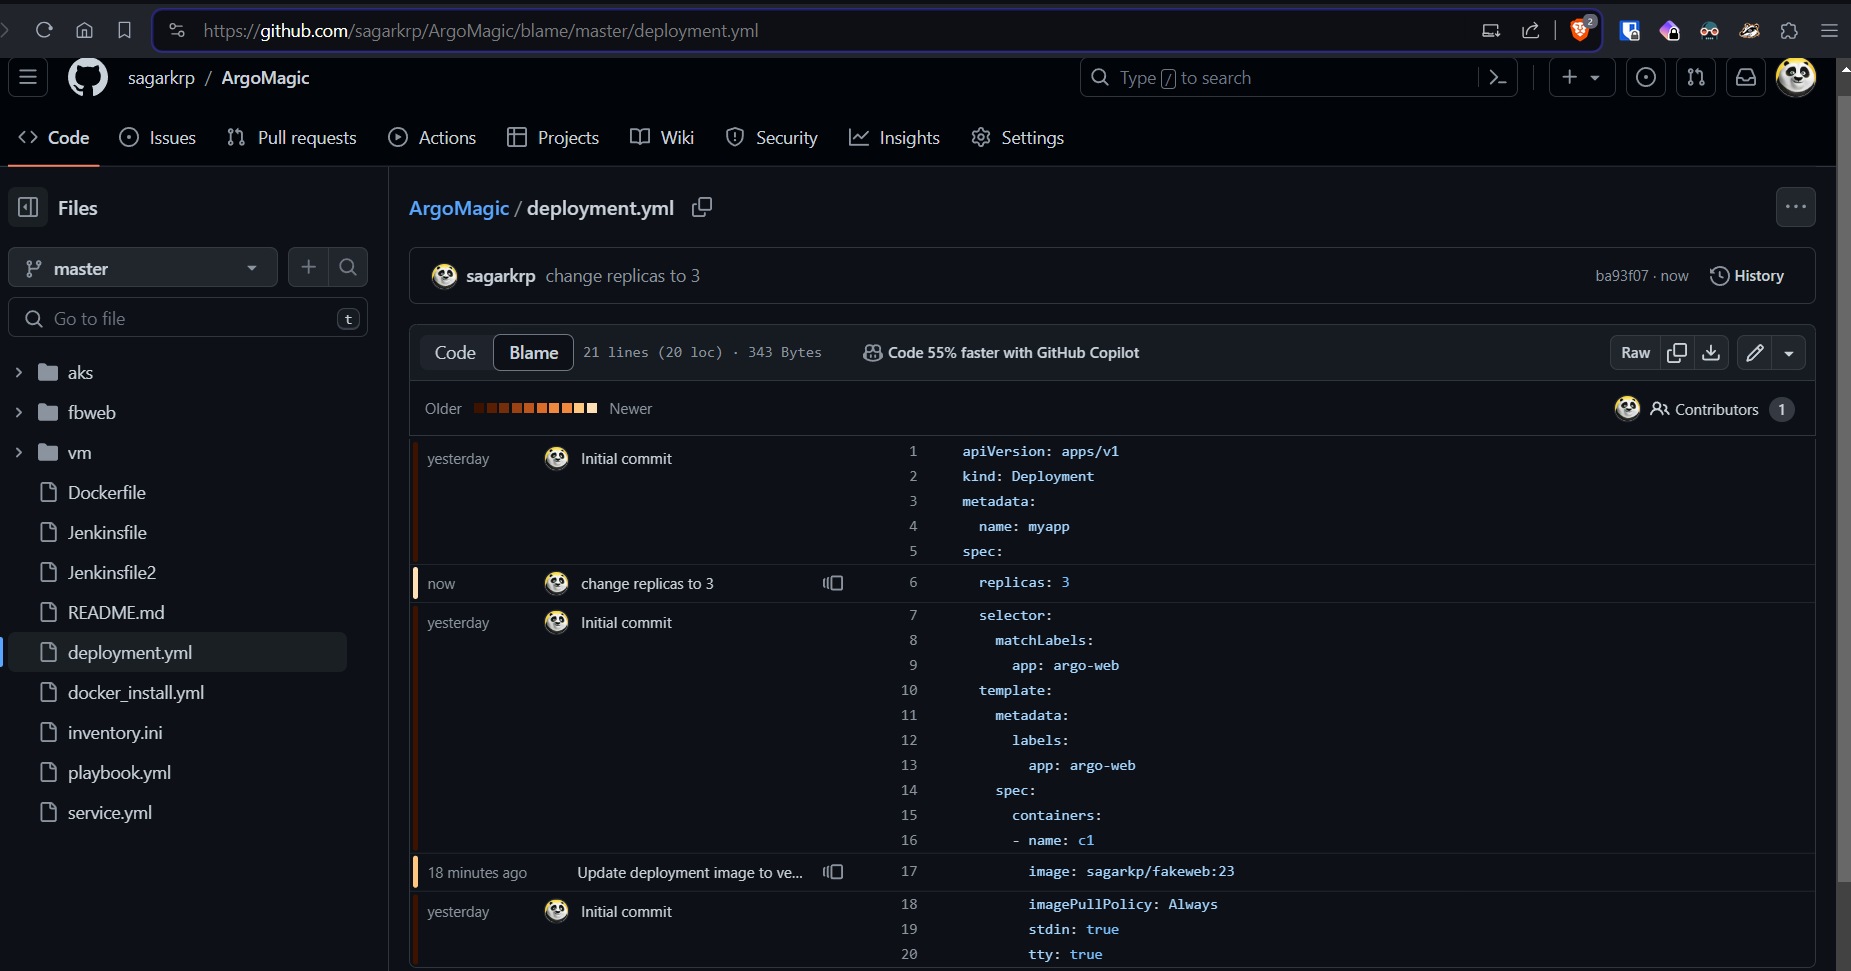 https://github.com/sagarkrp/ArgoMagic/blame/master/deployment.yml
2
sagarkrp / ArgoMagic
Type / to search
Code Issues Pull requests Actions Projects Wiki Security Insights Settings
Files
master
Go to file
t
aks
fbweb
vm
Dockerfile
Jenkinsfile
Jenkinsfile2
README.md
deployment.yml
docker_install.yml
inventory.ini
playbook.yml
service.yml
ArgoMagic / deployment.yml
sagarkrp change replicas to 3
ba93f07 · now History
Code Blame 21 lines (20 loc) · 343 Bytes Code 55% faster with GitHub Copilot
Raw
Older Newer
Contributors 1
yesterday Initial commit 1 apiVersion: apps/v1
2 kind: Deployment
3 metadata:
4 name: myapp
5 spec:
now change replicas to 3 6 replicas: 3
yesterday Initial commit 7 selector:
8 matchLabels:
9 app: argo-web
10 template:
11 metadata:
12 labels:
13 app: argo-web
14 spec:
15 containers:
16 - name: c1
18 minutes ago Update deployment image to ve... 17 image: sagarkp/fakeweb:23
yesterday Initial commit 18 imagePullPolicy: Always
19 stdin: true
20 tty: true